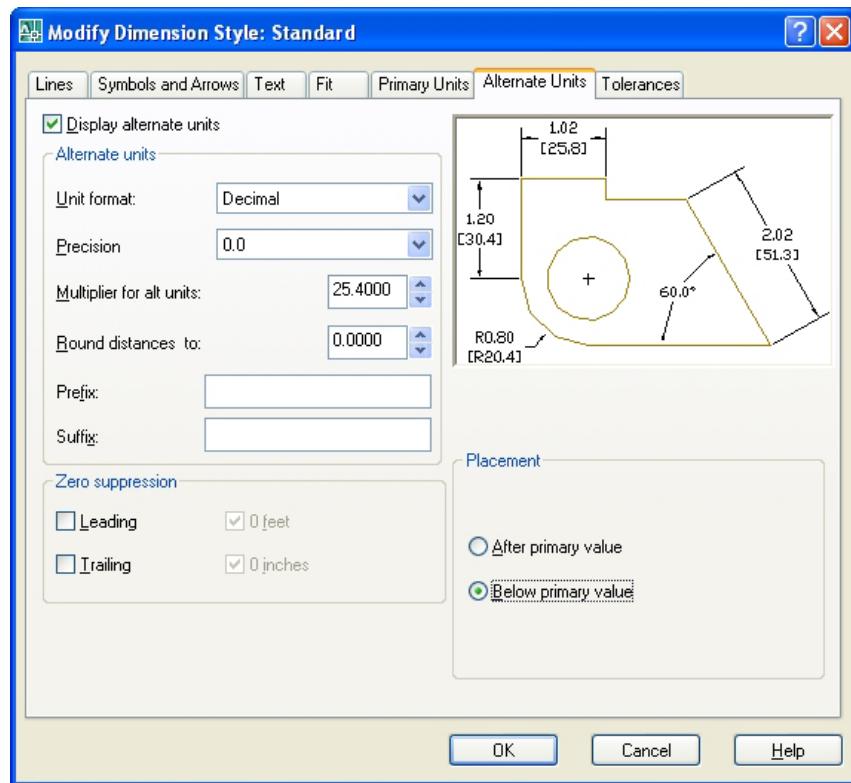 Modify Dimension Style: Standard
Lines
Symbols and Arrows
Text
Fit
Primary Units
Alternate Units
Tolerances
Display alternate units
Alternate units
Unit format:
Decimal
Precision
0.0
Multiplier for alt units:
25.4000
Round distances to:
0.0000
Prefix:
Suffix:
Zero suppression
Leading
0 feet
Trailing
0 inches
1.02
[25.8]
1.20
[30.4]
2.02
[51.3]
60.0°
R0.80
[R20.4]
Placement
After primary value
Below primary value
OK
Cancel
Help